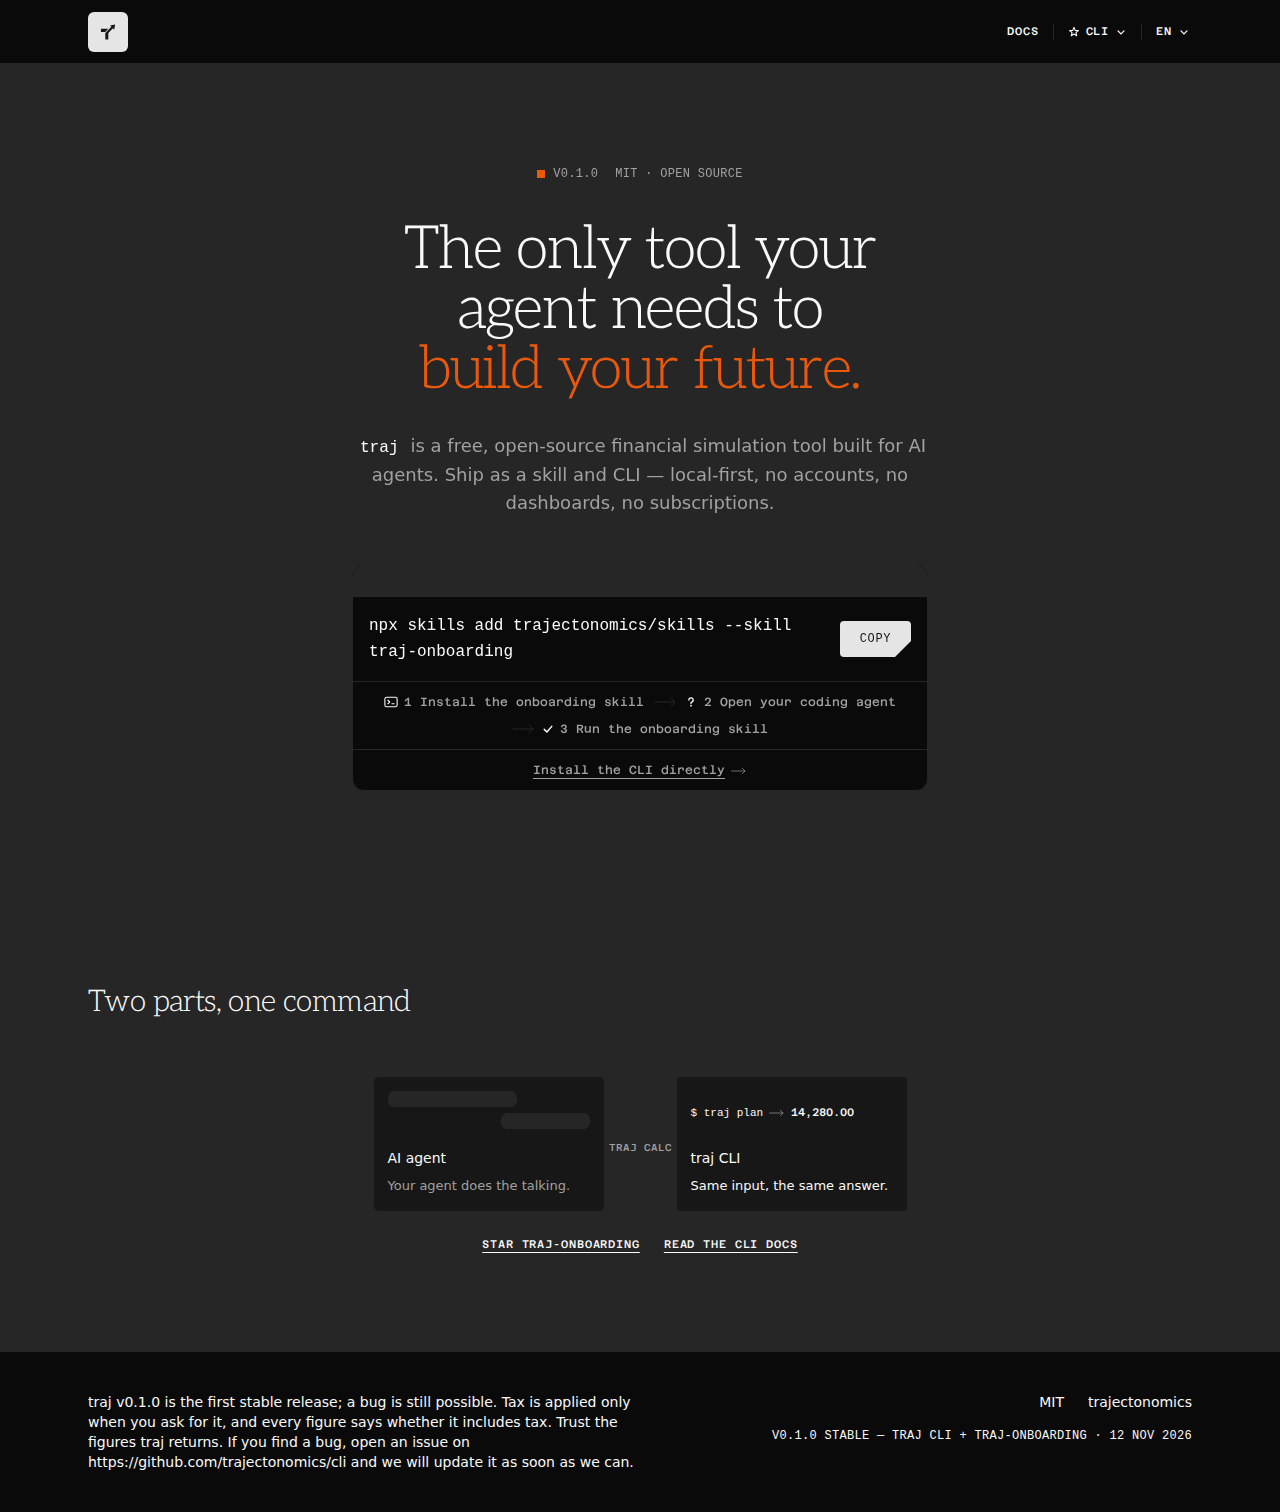 DOCS
CLI
EN
V0.1.0 MIT · OPEN SOURCE
The only tool your
agent needs to
build your future.
traj is a free, open-source financial simulation tool built for AI
agents. Ship as a skill and CLI — local-first, no accounts, no
dashboards, no subscriptions.
npx skills add trajectonomics/skills --skill
traj-onboarding
COPY
1 Install the onboarding skill
? 2 Open your coding agent
3 Run the onboarding skill
Install the CLI directly
Two parts, one command
AI agent
Your agent does the talking.
TRAJ CALC
$ traj plan 14,280.00
traj CLI
Same input, the same answer.
STAR TRAJ-ONBOARDING
READ THE CLI DOCS
traj v0.1.0 is the first stable release; a bug is still possible. Tax is applied only
when you ask for it, and every figure says whether it includes tax. Trust the
figures traj returns. If you find a bug, open an issue on
https://github.com/trajectonomics/cli and we will update it as soon as we can.
MIT
trajectonomics
V0.1.0 STABLE — TRAJ CLI + TRAJ-ONBOARDING · 12 NOV 2026